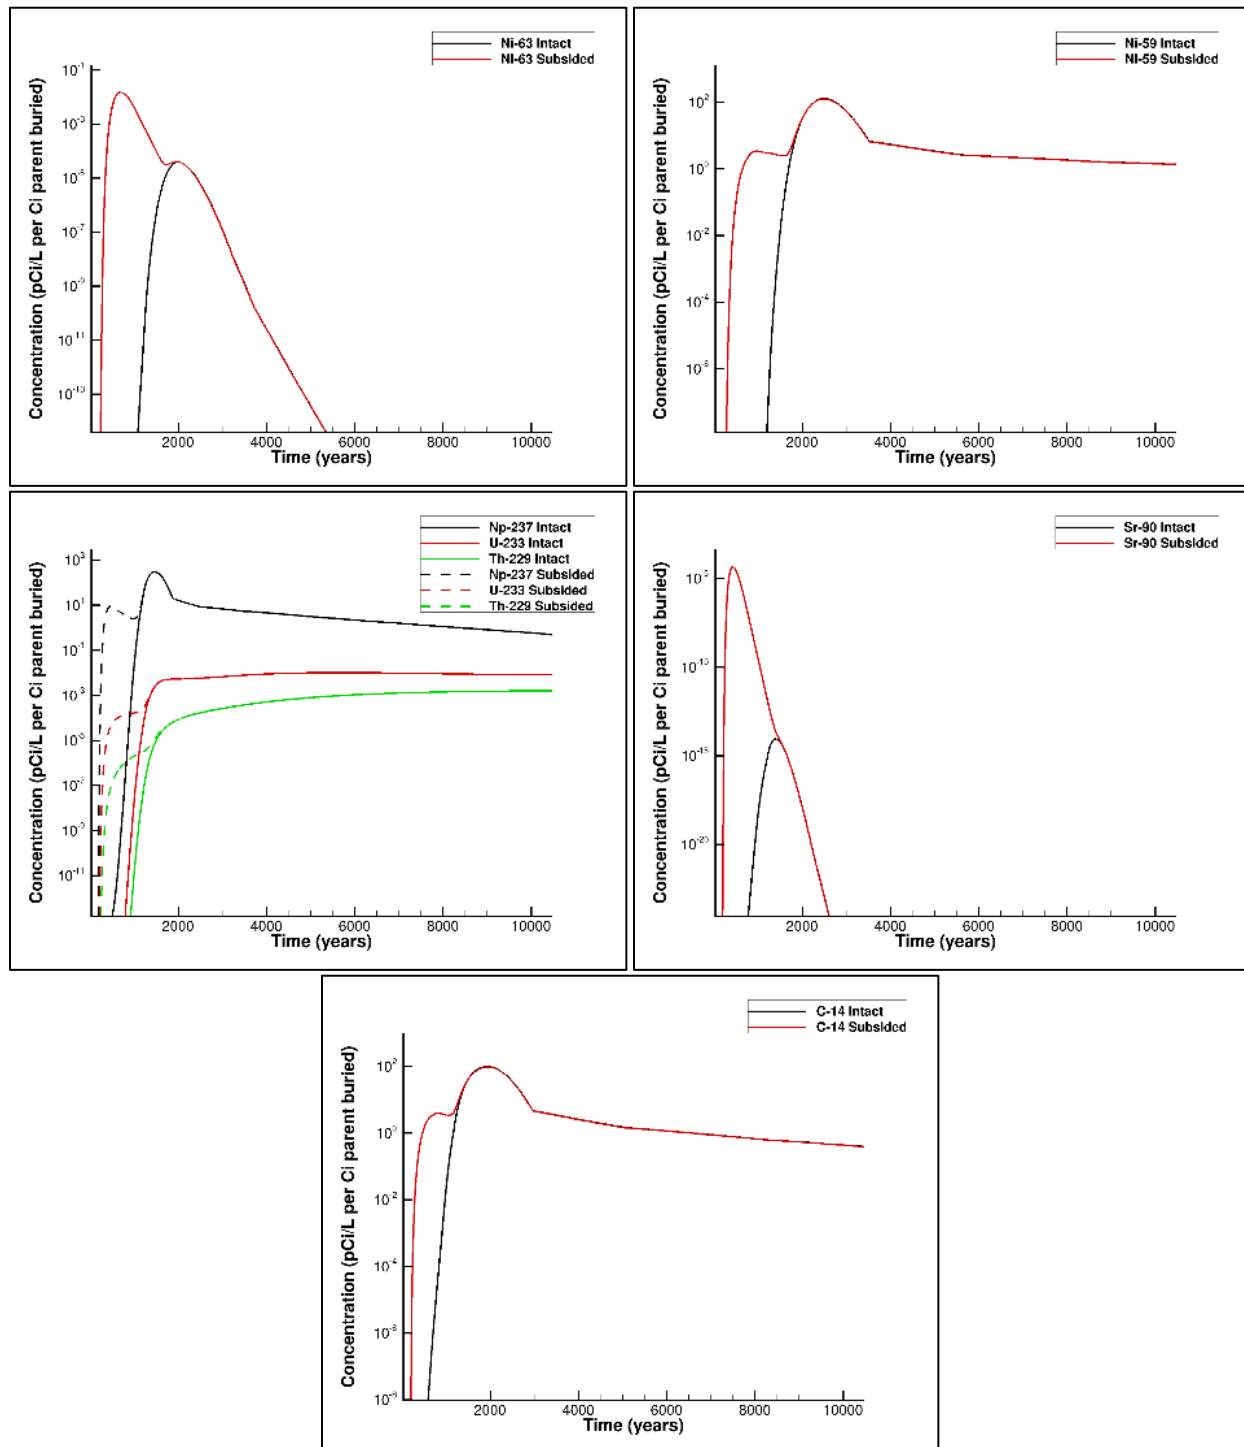 Ni-63 Intact
Ni-63 Subsided
Concentration (pCi/L per Ci parent buried)
10⁻¹
10⁻³
10⁻⁵
10⁻⁷
10⁻⁹
10⁻¹¹
10⁻¹³
2000 4000 6000 8000 10000
Time (years)
Ni-59 Intact
Ni-59 Subsided
Concentration (pCi/L per Ci parent buried)
10²
10⁰
10⁻²
10⁻⁴
10⁻⁶
2000 4000 6000 8000 10000
Time (years)
Np-237 Intact
U-233 Intact
Th-229 Intact
Np-237 Subsided
U-233 Subsided
Th-229 Subsided
Concentration (pCi/L per Ci parent buried)
10³
10¹
10⁻¹
10⁻³
10⁻⁵
10⁻⁷
10⁻⁹
10⁻¹¹
2000 4000 6000 8000 10000
Time (years)
Sr-90 Intact
Sr-90 Subsided
Concentration (pCi/L per Ci parent buried)
10⁻⁵
10⁻¹⁰
10⁻¹⁵
10⁻²⁰
2000 4000 6000 8000 10000
Time (years)
C-14 Intact
C-14 Subsided
Concentration (pCi/L per Ci parent buried)
10²
10⁰
10⁻²
10⁻⁴
10⁻⁶
10⁻⁸
2000 4000 6000 8000 10000
Time (years)